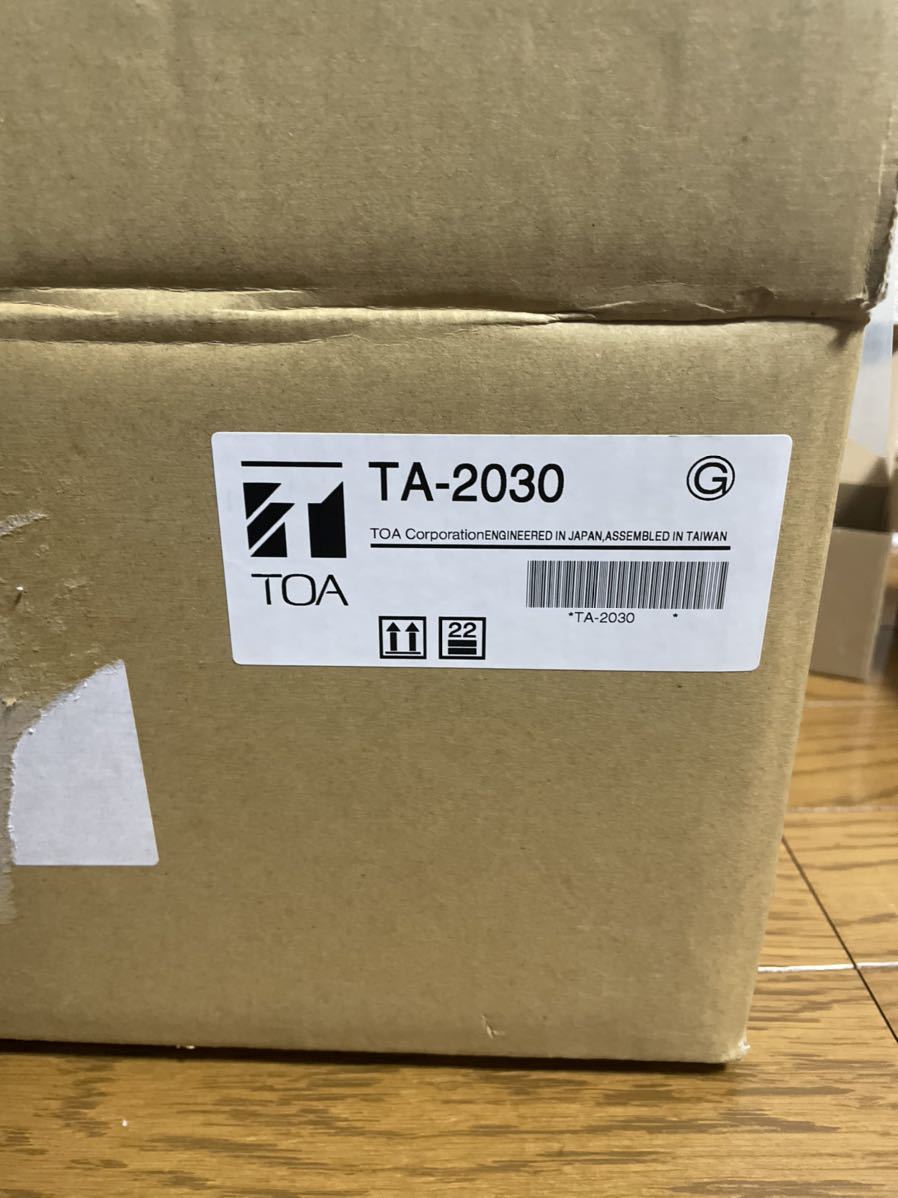 TA-2030
G
TOA CorporationENGINEERED IN JAPAN,ASSEMBLED IN TAIWAN
TOA
*TA-2030 *
22